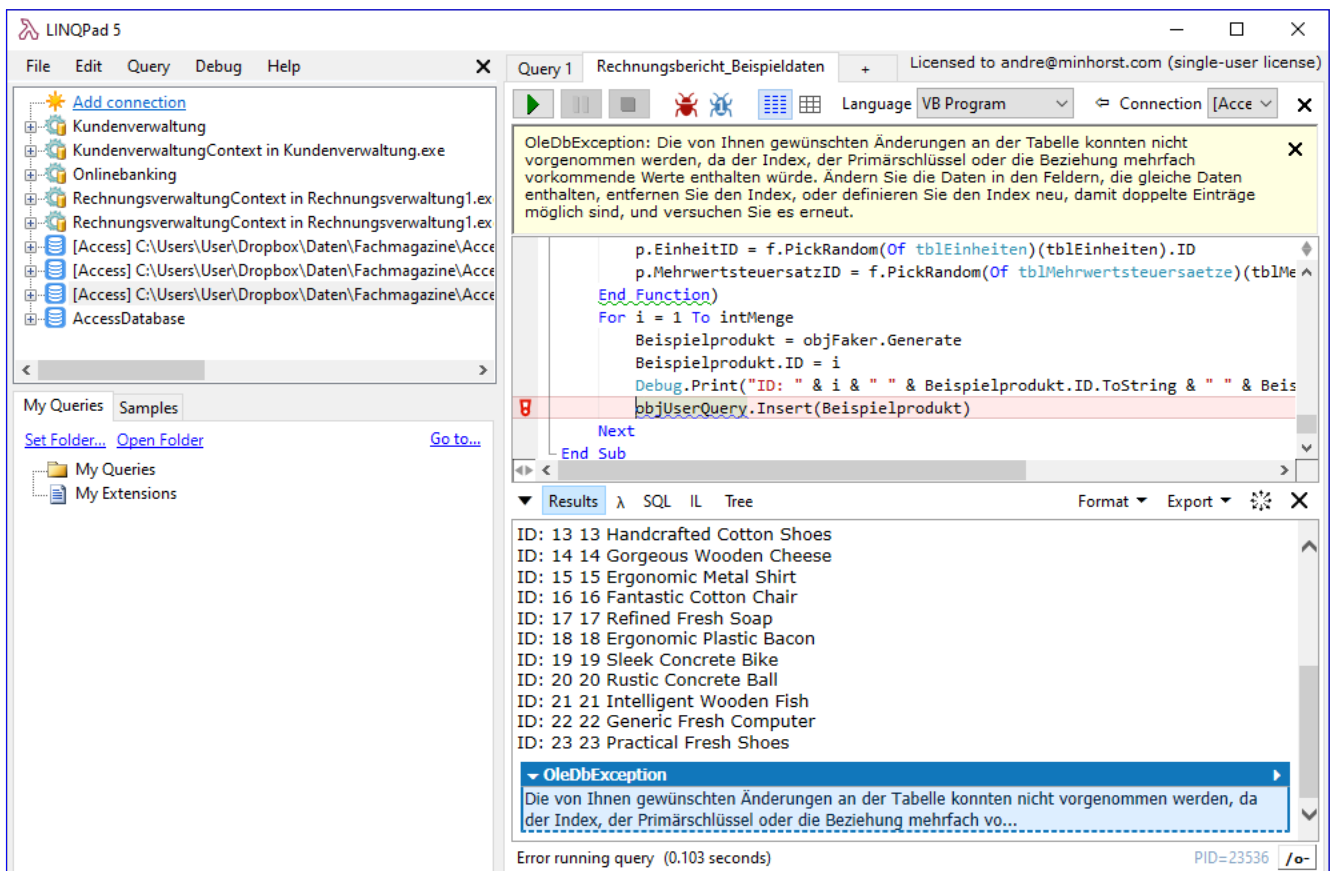 LINQPad 5
File Edit Query Debug Help
Add connection
Kundenverwaltung
KundenverwaltungContext in Kundenverwaltung.exe
Onlinebanking
RechnungsverwaltungContext in Rechnungsverwaltung1.ex
RechnungsverwaltungContext in Rechnungsverwaltung1.ex
[Access] C:\Users\User\Dropbox\Daten\Fachmagazine\Acce
[Access] C:\Users\User\Dropbox\Daten\Fachmagazine\Acce
[Access] C:\Users\User\Dropbox\Daten\Fachmagazine\Acce
AccessDatabase
My Queries Samples
Set Folder... Open Folder Go to...
My Queries
My Extensions
Query 1 Rechnungsbericht_Beispieldaten + Licensed to andre@minhorst.com (single-user license)
Language VB Program Connection [Acce
OleDbException: Die von Ihnen gewünschten Änderungen an der Tabelle konnten nicht
vorgenommen werden, da der Index, der Primärschlüssel oder die Beziehung mehrfach
vorkommende Werte enthalten würde. Ändern Sie die Daten in den Feldern, die gleiche Daten
enthalten, entfernen Sie den Index, oder definieren Sie den Index neu, damit doppelte Einträge
möglich sind, und versuchen Sie es erneut.
p.EinheitID = f.PickRandom(Of tblEinheiten)(tblEinheiten).ID
p.MehrwertsteuersatzID = f.PickRandom(Of tblMehrwertsteuersaetze)(tblMe
End Function)
For i = 1 To intMenge
Beispielprodukt = objFaker.Generate
Beispielprodukt.ID = i
Debug.Print("ID: " & i & " " & Beispielprodukt.ID.ToString & " " & Beis
objUserQuery.Insert(Beispielprodukt)
Next
End Sub
Results λ SQL IL Tree Format Export
ID: 13 13 Handcrafted Cotton Shoes
ID: 14 14 Gorgeous Wooden Cheese
ID: 15 15 Ergonomic Metal Shirt
ID: 16 16 Fantastic Cotton Chair
ID: 17 17 Refined Fresh Soap
ID: 18 18 Ergonomic Plastic Bacon
ID: 19 19 Sleek Concrete Bike
ID: 20 20 Rustic Concrete Ball
ID: 21 21 Intelligent Wooden Fish
ID: 22 22 Generic Fresh Computer
ID: 23 23 Practical Fresh Shoes
OleDbException
Die von Ihnen gewünschten Änderungen an der Tabelle konnten nicht vorgenommen werden, da
der Index, der Primärschlüssel oder die Beziehung mehrfach vo...
Error running query (0.103 seconds) PID=23536 /o-